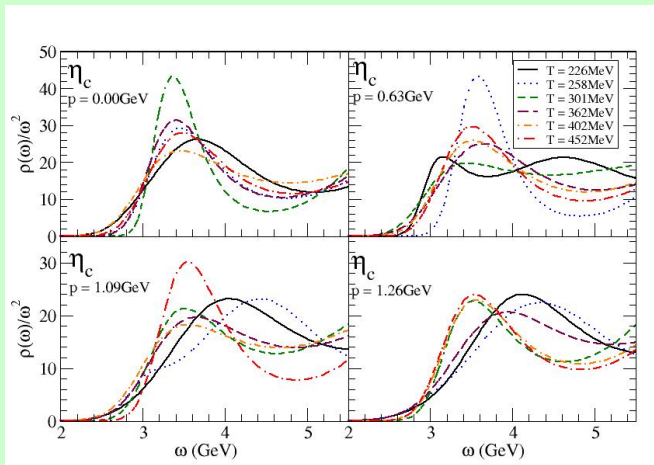 50
40
30
20
10
0
ρ(ω)/ω²
η_c
p = 0.00GeV
η_c
p = 0.63GeV
T = 226MeV
T = 258MeV
T = 301MeV
T = 362MeV
T = 402MeV
T = 452MeV
30
20
10
0
ρ(ω)/ω²
η_c
p = 1.09GeV
η_c
p = 1.26GeV
2 3 4 5 2 3 4 5
ω (GeV) ω (GeV)